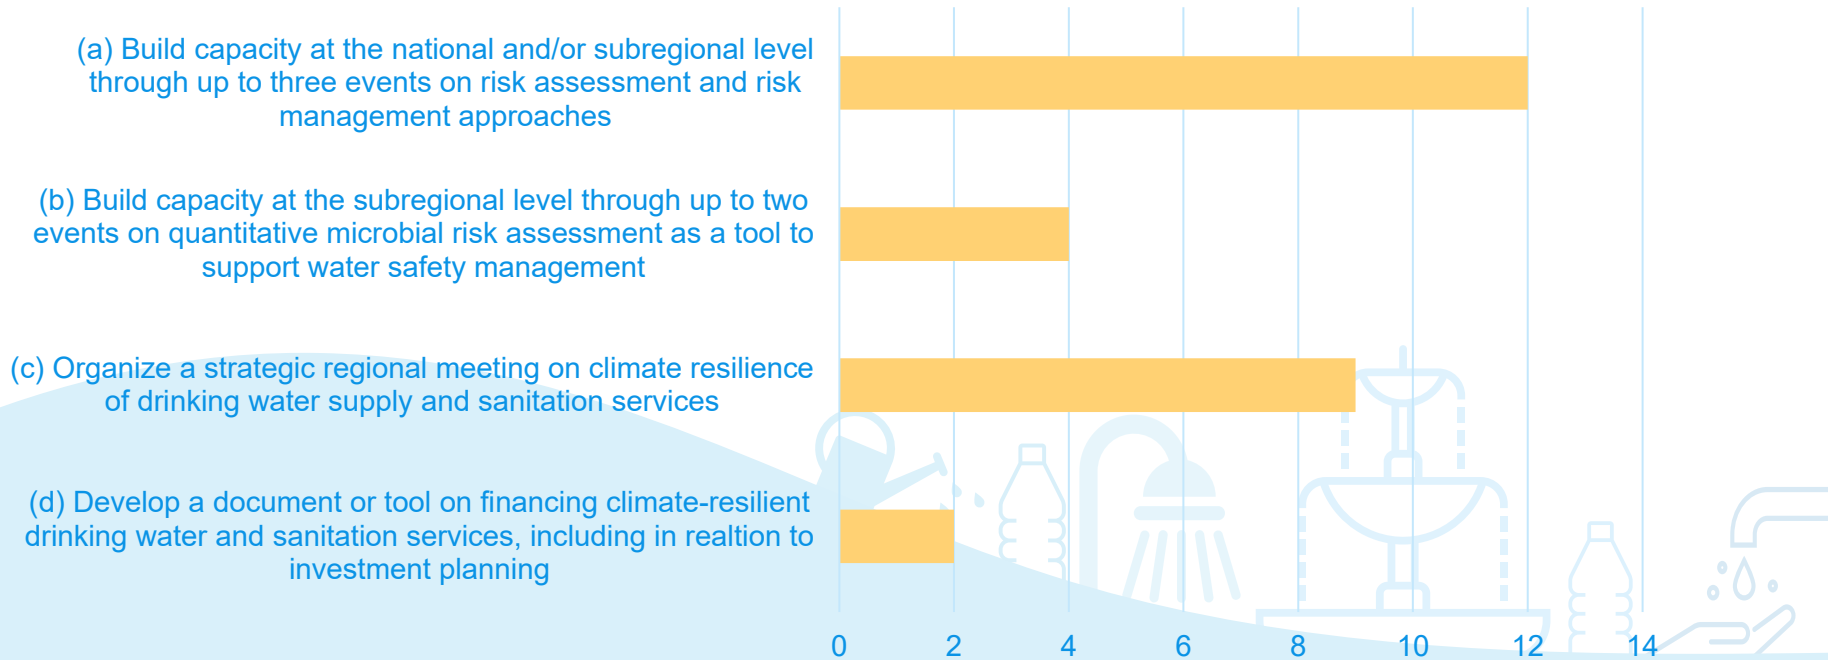 (a) Build capacity at the national and/or subregional level
through up to three events on risk assessment and risk
management approaches
(b) Build capacity at the subregional level through up to two
events on quantitative microbial risk assessment as a tool to
support water safety management
(c) Organize a strategic regional meeting on climate resilience
of drinking water supply and sanitation services
(d) Develop a document or tool on financing climate-resilient
drinking water and sanitation services, including in realtion to
investment planning
0 2 4 6 8 10 12 14